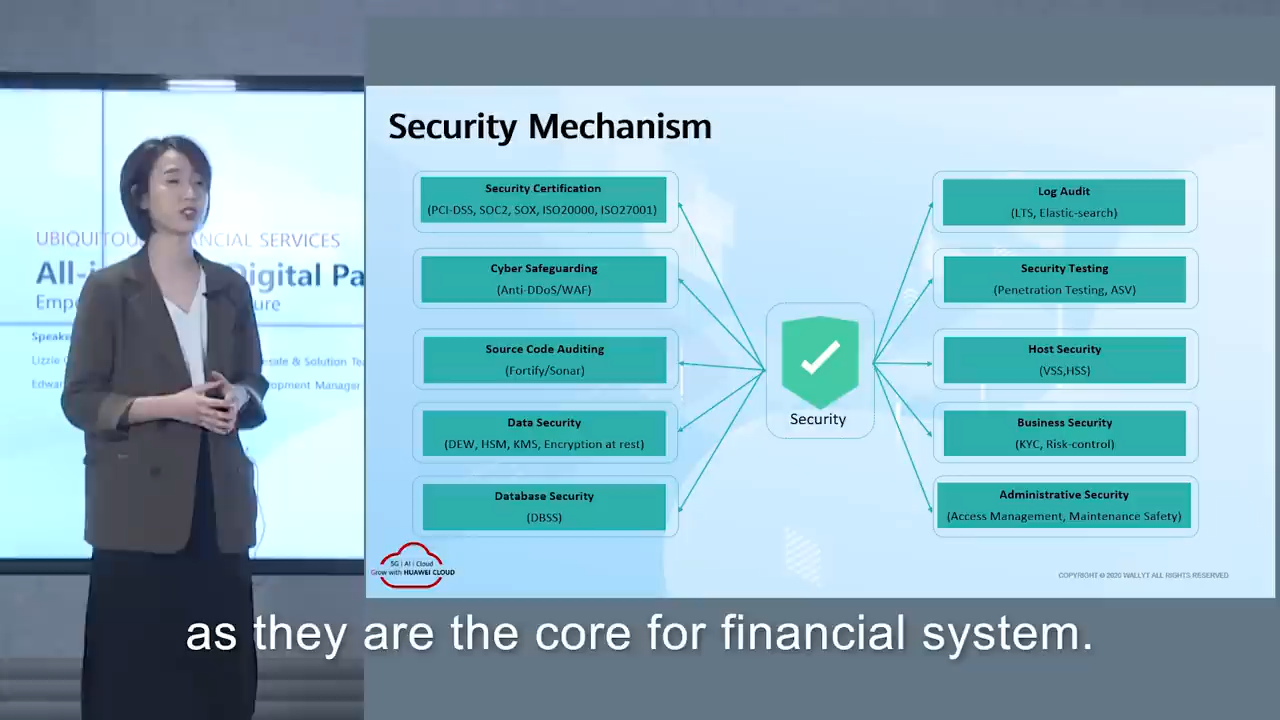 UBIQUITOU NCIAL SERVICES
All-i Digital Pa
Emp ure
Speake
Lizzie sale & Solution Tea
Edwar opment Manager
Security Mechanism
Security Certification
(PCI-DSS, SOC2, SOX, ISO20000, ISO27001)
Cyber Safeguarding
(Anti-DDoS/WAF)
Source Code Auditing
(Fortify/Sonar)
Data Security
(DEW, HSM, KMS, Encryption at rest)
Database Security
(DBSS)
Security
Log Audit
(LTS, Elastic-search)
Security Testing
(Penetration Testing, ASV)
Host Security
(VSS,HSS)
Business Security
(KYC, Risk-control)
Administrative Security
(Access Management, Maintenance Safety)
5G | AI | Cloud
Grow with HUAWEI CLOUD
COPYRIGHT © 2020 WALLYT ALL RIGHTS RESERVED
as they are the core for financial system.